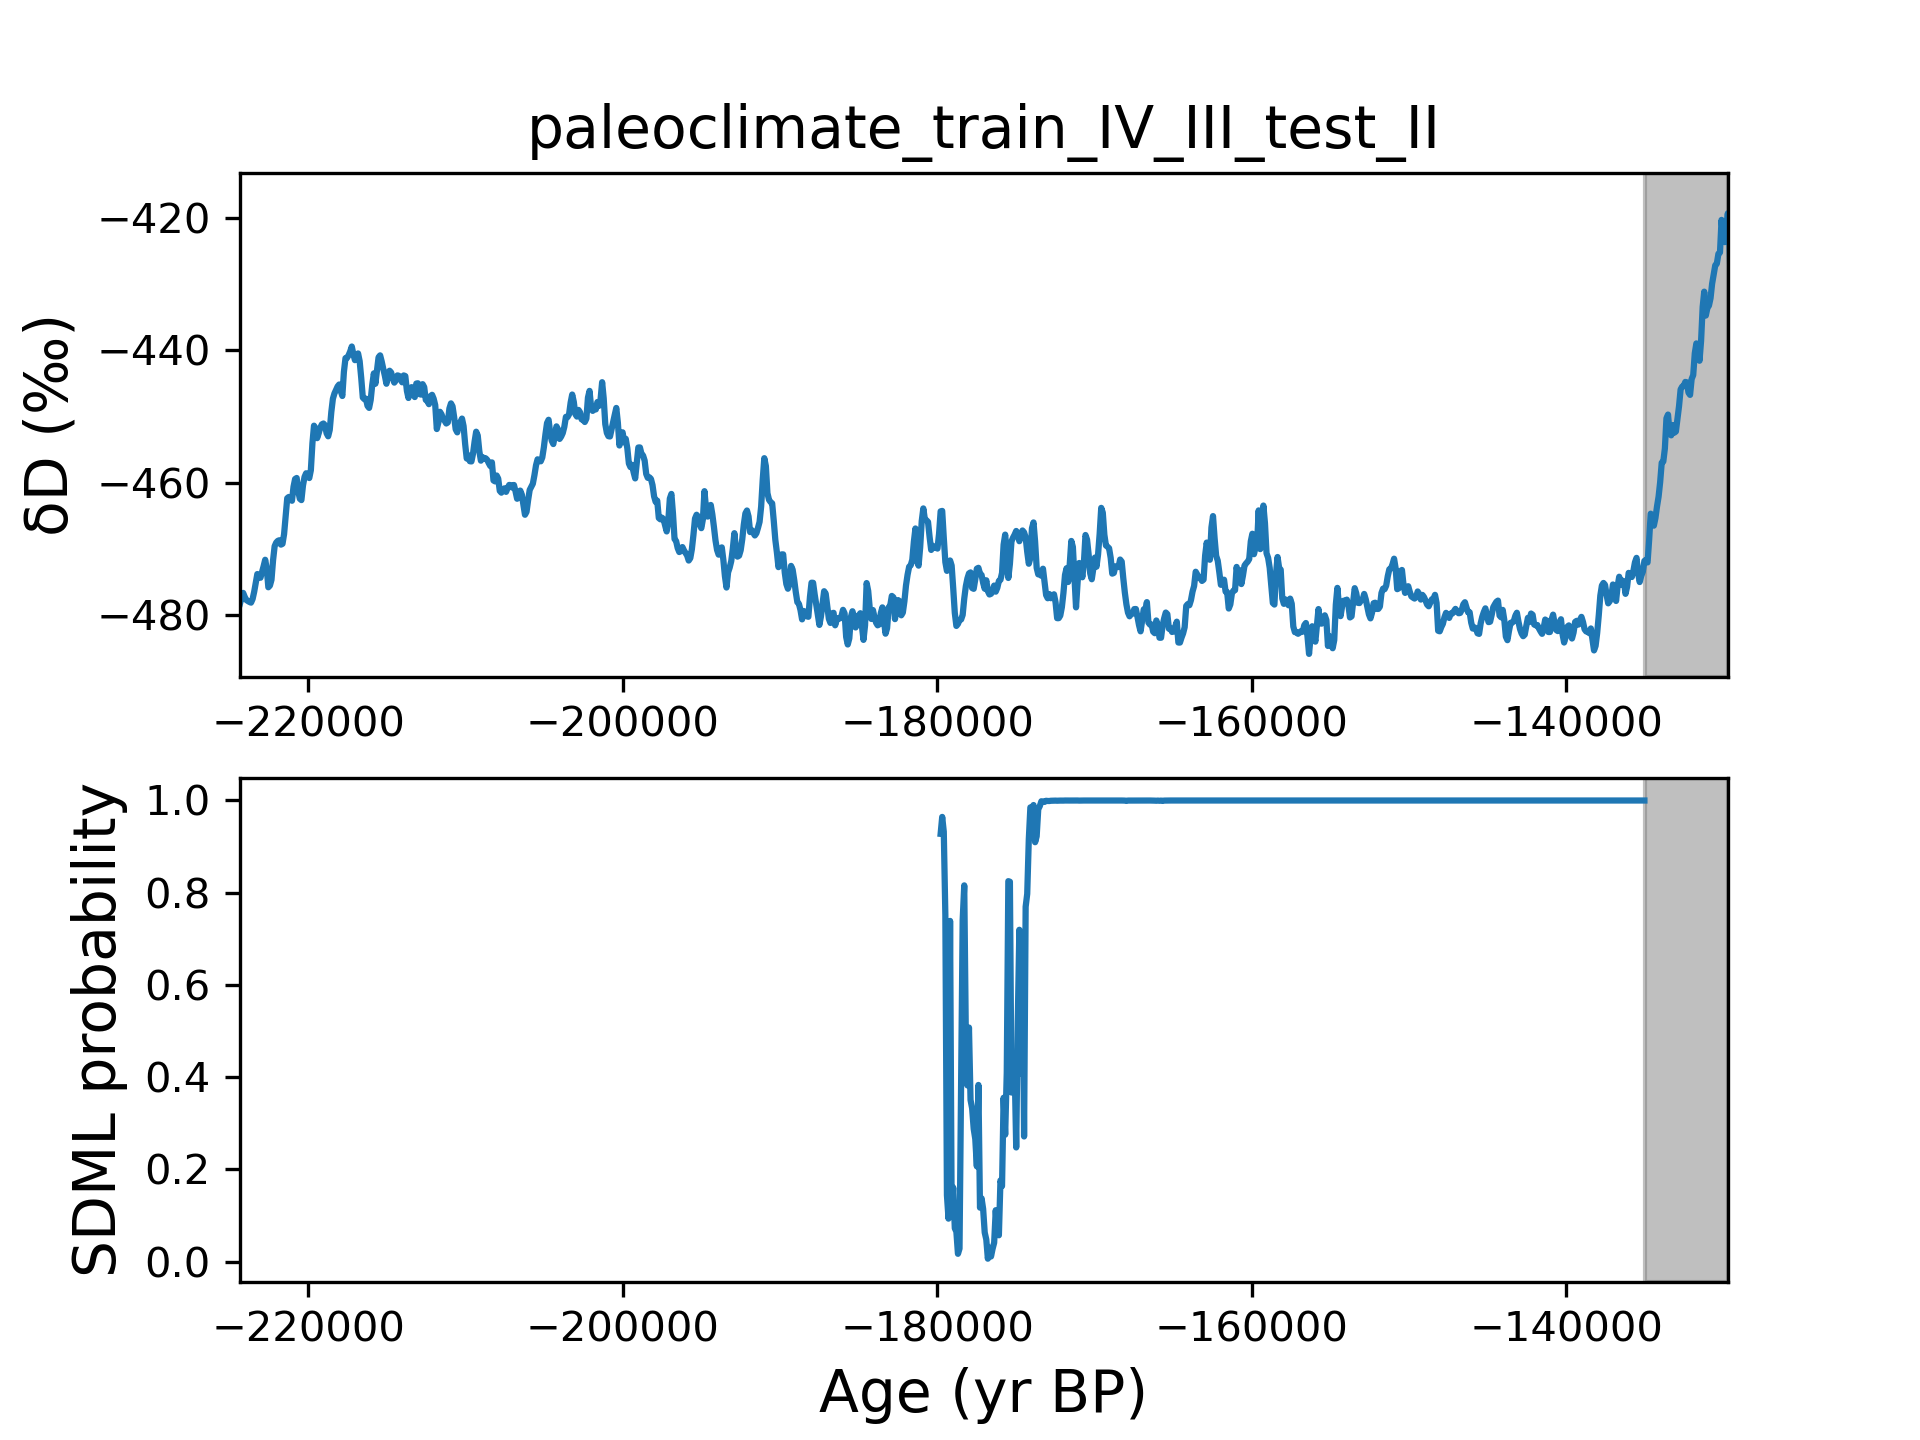 paleoclimate_train_IV_III_test_II
δD (‰)
−420
−440
−460
−480
−220000 −200000 −180000 −160000 −140000
SDML probability
1.0
0.8
0.6
0.4
0.2
0.0
−220000 −200000 −180000 −160000 −140000
Age (yr BP)